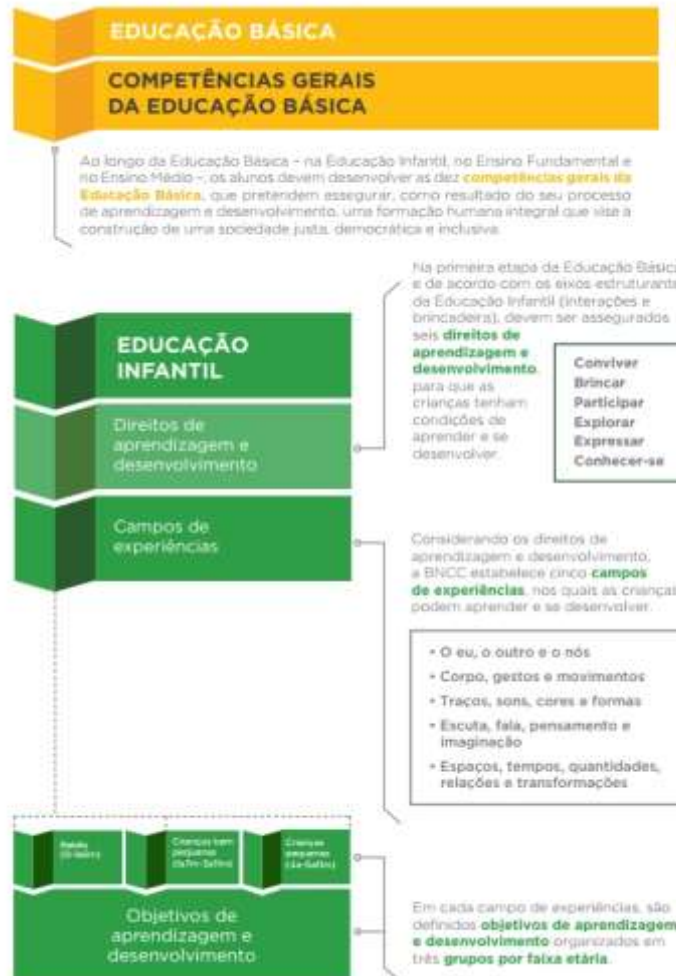 EDUCAÇÃO BÁSICA
COMPETÊNCIAS GERAIS
DA EDUCAÇÃO BÁSICA
Ao longo da Educação Básica – na Educação Infantil, no Ensino Fundamental e
no Ensino Médio –, os alunos devem desenvolver as dez competências gerais da
Educação Básica, que pretendem assegurar, como resultado do seu processo
de aprendizagem e desenvolvimento, uma formação humana integral que vise à
construção de uma sociedade justa, democrática e inclusiva.
Na primeira etapa da Educação Básica
e de acordo com os eixos estruturante
da Educação Infantil (interações e
brincadeira), devem ser assegurados
seis direitos de
aprendizagem e
desenvolvimento,
para que as
crianças tenham
condições de
aprender e se
desenvolver.
Conviver
Brincar
Participar
Explorar
Expressar
Conhecer-se
EDUCAÇÃO
INFANTIL
Direitos de
aprendizagem e
desenvolvimento
Campos de
experiências
Considerando os direitos de
aprendizagem e desenvolvimento,
a BNCC estabelece cinco campos
de experiências, nos quais as crianças
podem aprender e se desenvolver.
• O eu, o outro e o nós
• Corpo, gestos e movimentos
• Traços, sons, cores e formas
• Escuta, fala, pensamento e
imaginação
• Espaços, tempos, quantidades,
relações e transformações
Crianças bem
pequenas
Crianças
pequenas
Objetivos de
aprendizagem e
desenvolvimento
Em cada campo de experiências, são
definidos objetivos de aprendizagem
e desenvolvimento organizados em
três grupos por faixa etária.